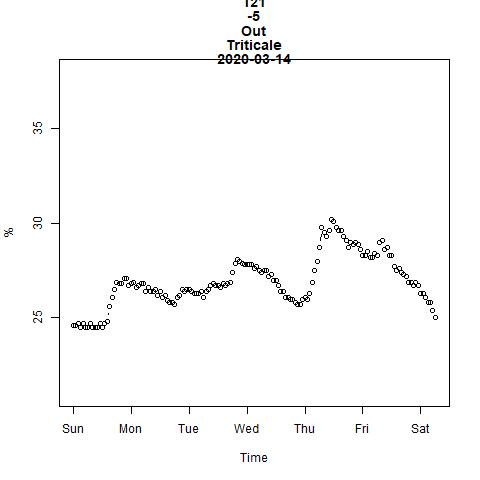 121
-5
Out
Triticale
2020-03-14
35
30
25
%
Sun Mon Tue Wed Thu Fri Sat
Time